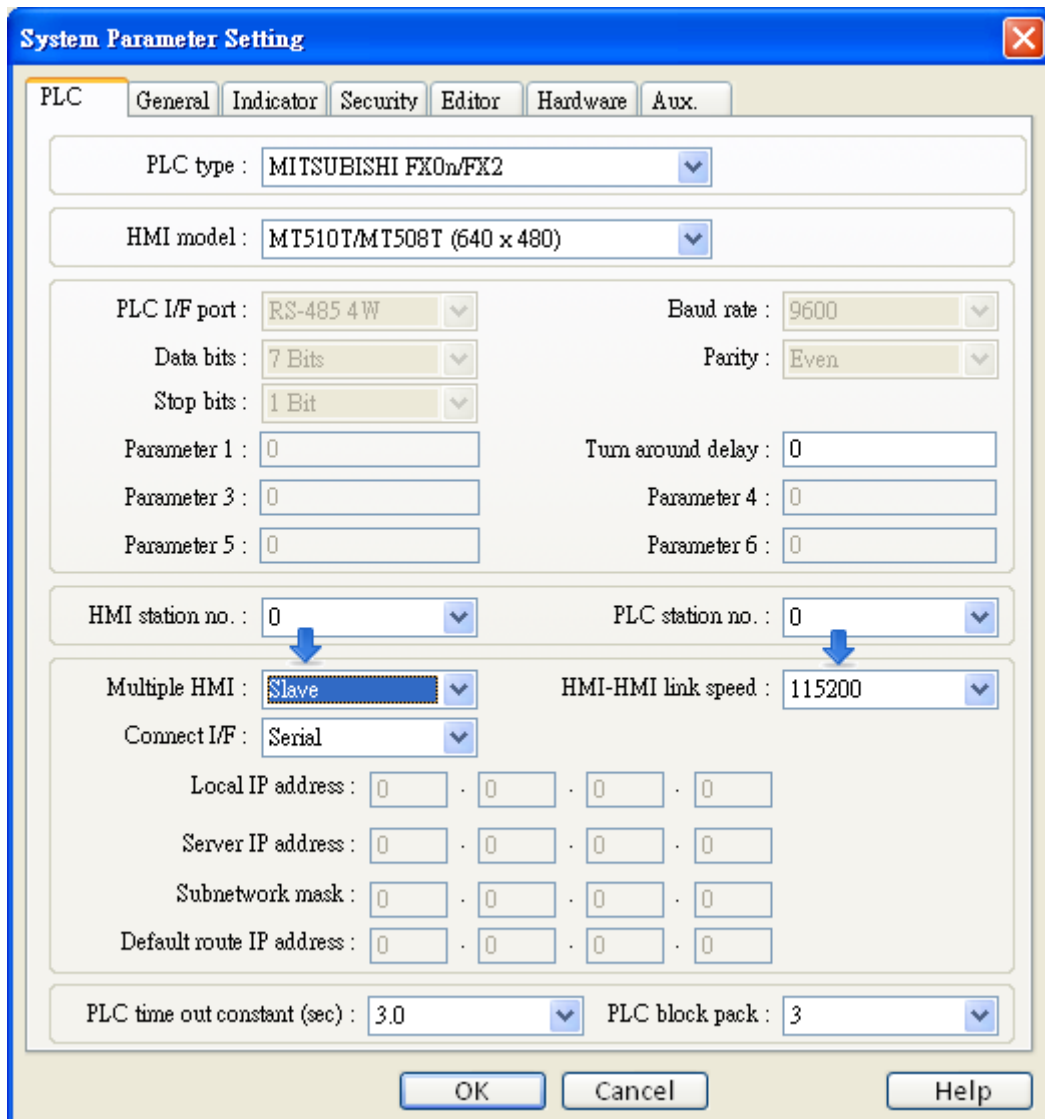 System Parameter Setting
PLC General Indicator Security Editor Hardware Aux.
PLC type : MITSUBISHI FX0n/FX2
HMI model : MT510T/MT508T (640 x 480)
PLC I/F port : RS-485 4W Baud rate : 9600
Data bits : 7 Bits Parity : Even
Stop bits : 1 Bit
Parameter 1 : 0 Turn around delay : 0
Parameter 3 : 0 Parameter 4 : 0
Parameter 5 : 0 Parameter 6 : 0
HMI station no. : 0 PLC station no. : 0
Multiple HMI : Slave HMI-HMI link speed : 115200
Connect I/F : Serial
Local IP address : 0 . 0 . 0 . 0
Server IP address : 0 . 0 . 0 . 0
Subnetwork mask : 0 . 0 . 0 . 0
Default route IP address : 0 . 0 . 0 . 0
PLC time out constant (sec) : 3.0 PLC block pack : 3
OK Cancel Help